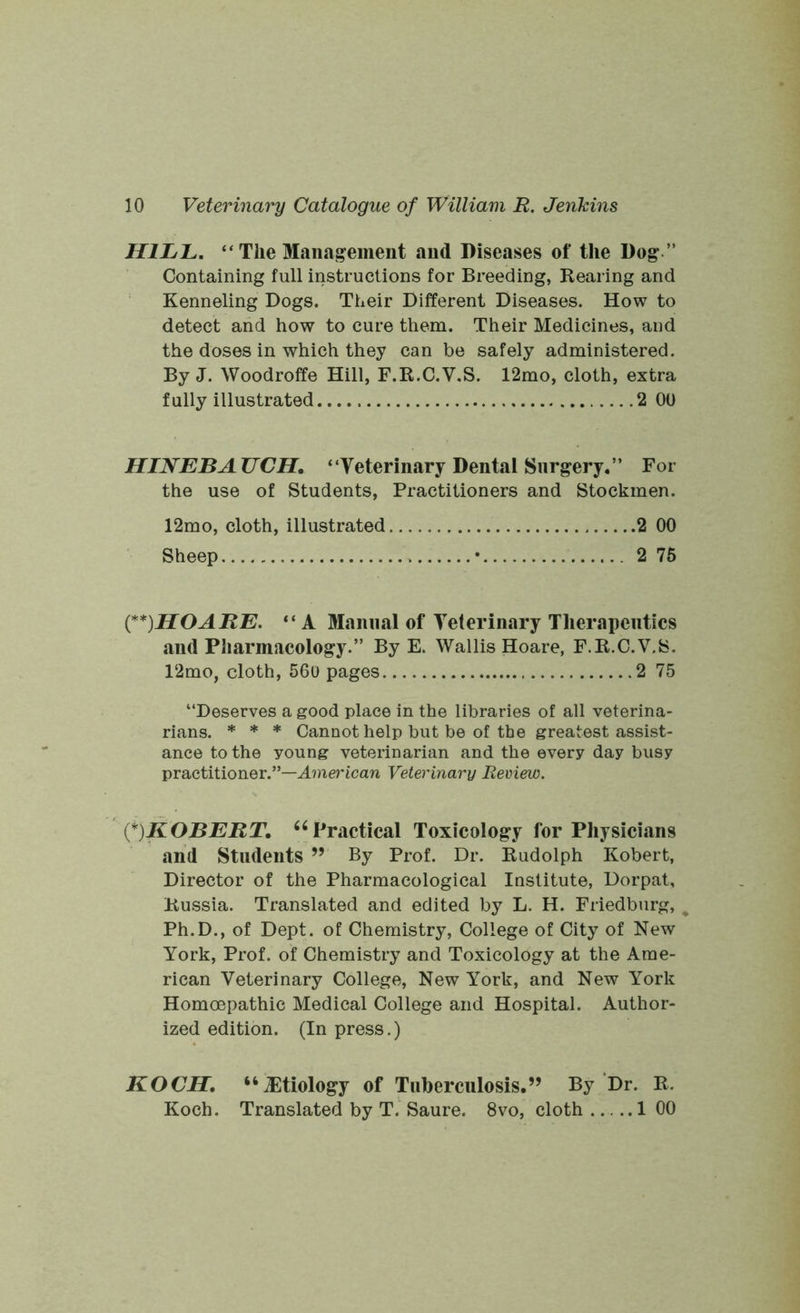 10 Veterinary Catalogue of William R. Jenkins
HILL. “The Management and Diseases of the Dog.”
Containing full instructions for Breeding, Rearing and
Kenneling Dogs. Their Different Diseases. How to
detect and how to cure them. Their Medicines, and
the doses in which they can be safely administered.
By J. Woodroffe Hill, F.R.C.V.S. 12mo, cloth, extra
fully illustrated....................................2 00
HINEBAUCH. “Veterinary Dental Surgery.” For
the use of Students, Practitioners and Stockmen.
12mo, cloth, illustrated............................2 00
Sheep..............................•................ 2 75
(**)HOARE. “A Manual of Veterinary Therapeutics
and Pharmacology.” By E. Wallis Hoare, F.R.C.V.S.
12mo, cloth, 560 pages............................2 75
“Deserves a good place in the libraries of all veterina-
rians. * * * Cannot help but be of the greatest assist-
ance to the young veterinarian and the every day busy
practitioner.”—American Veterinary Review.
(*)KOBERT. “Practical Toxicology for Physicians
and Students” By Prof. Dr. Rudolph Kobert,
Director of the Pharmacological Institute, Dorpat,
Russia. Translated and edited by L. H. Friedburg,
Ph.D., of Dept. of Chemistry, College of City of New
York, Prof. of Chemistry and Toxicology at the Ame-
rican Veterinary College, New York, and New York
Homœpathic Medical College and Hospital. Author-
ized edition. (In press.)
KOCH. “Ætiology of Tuberculosis.” By Dr. R.
Koch. Translated by T. Saure. 8vo, cloth .....1 00